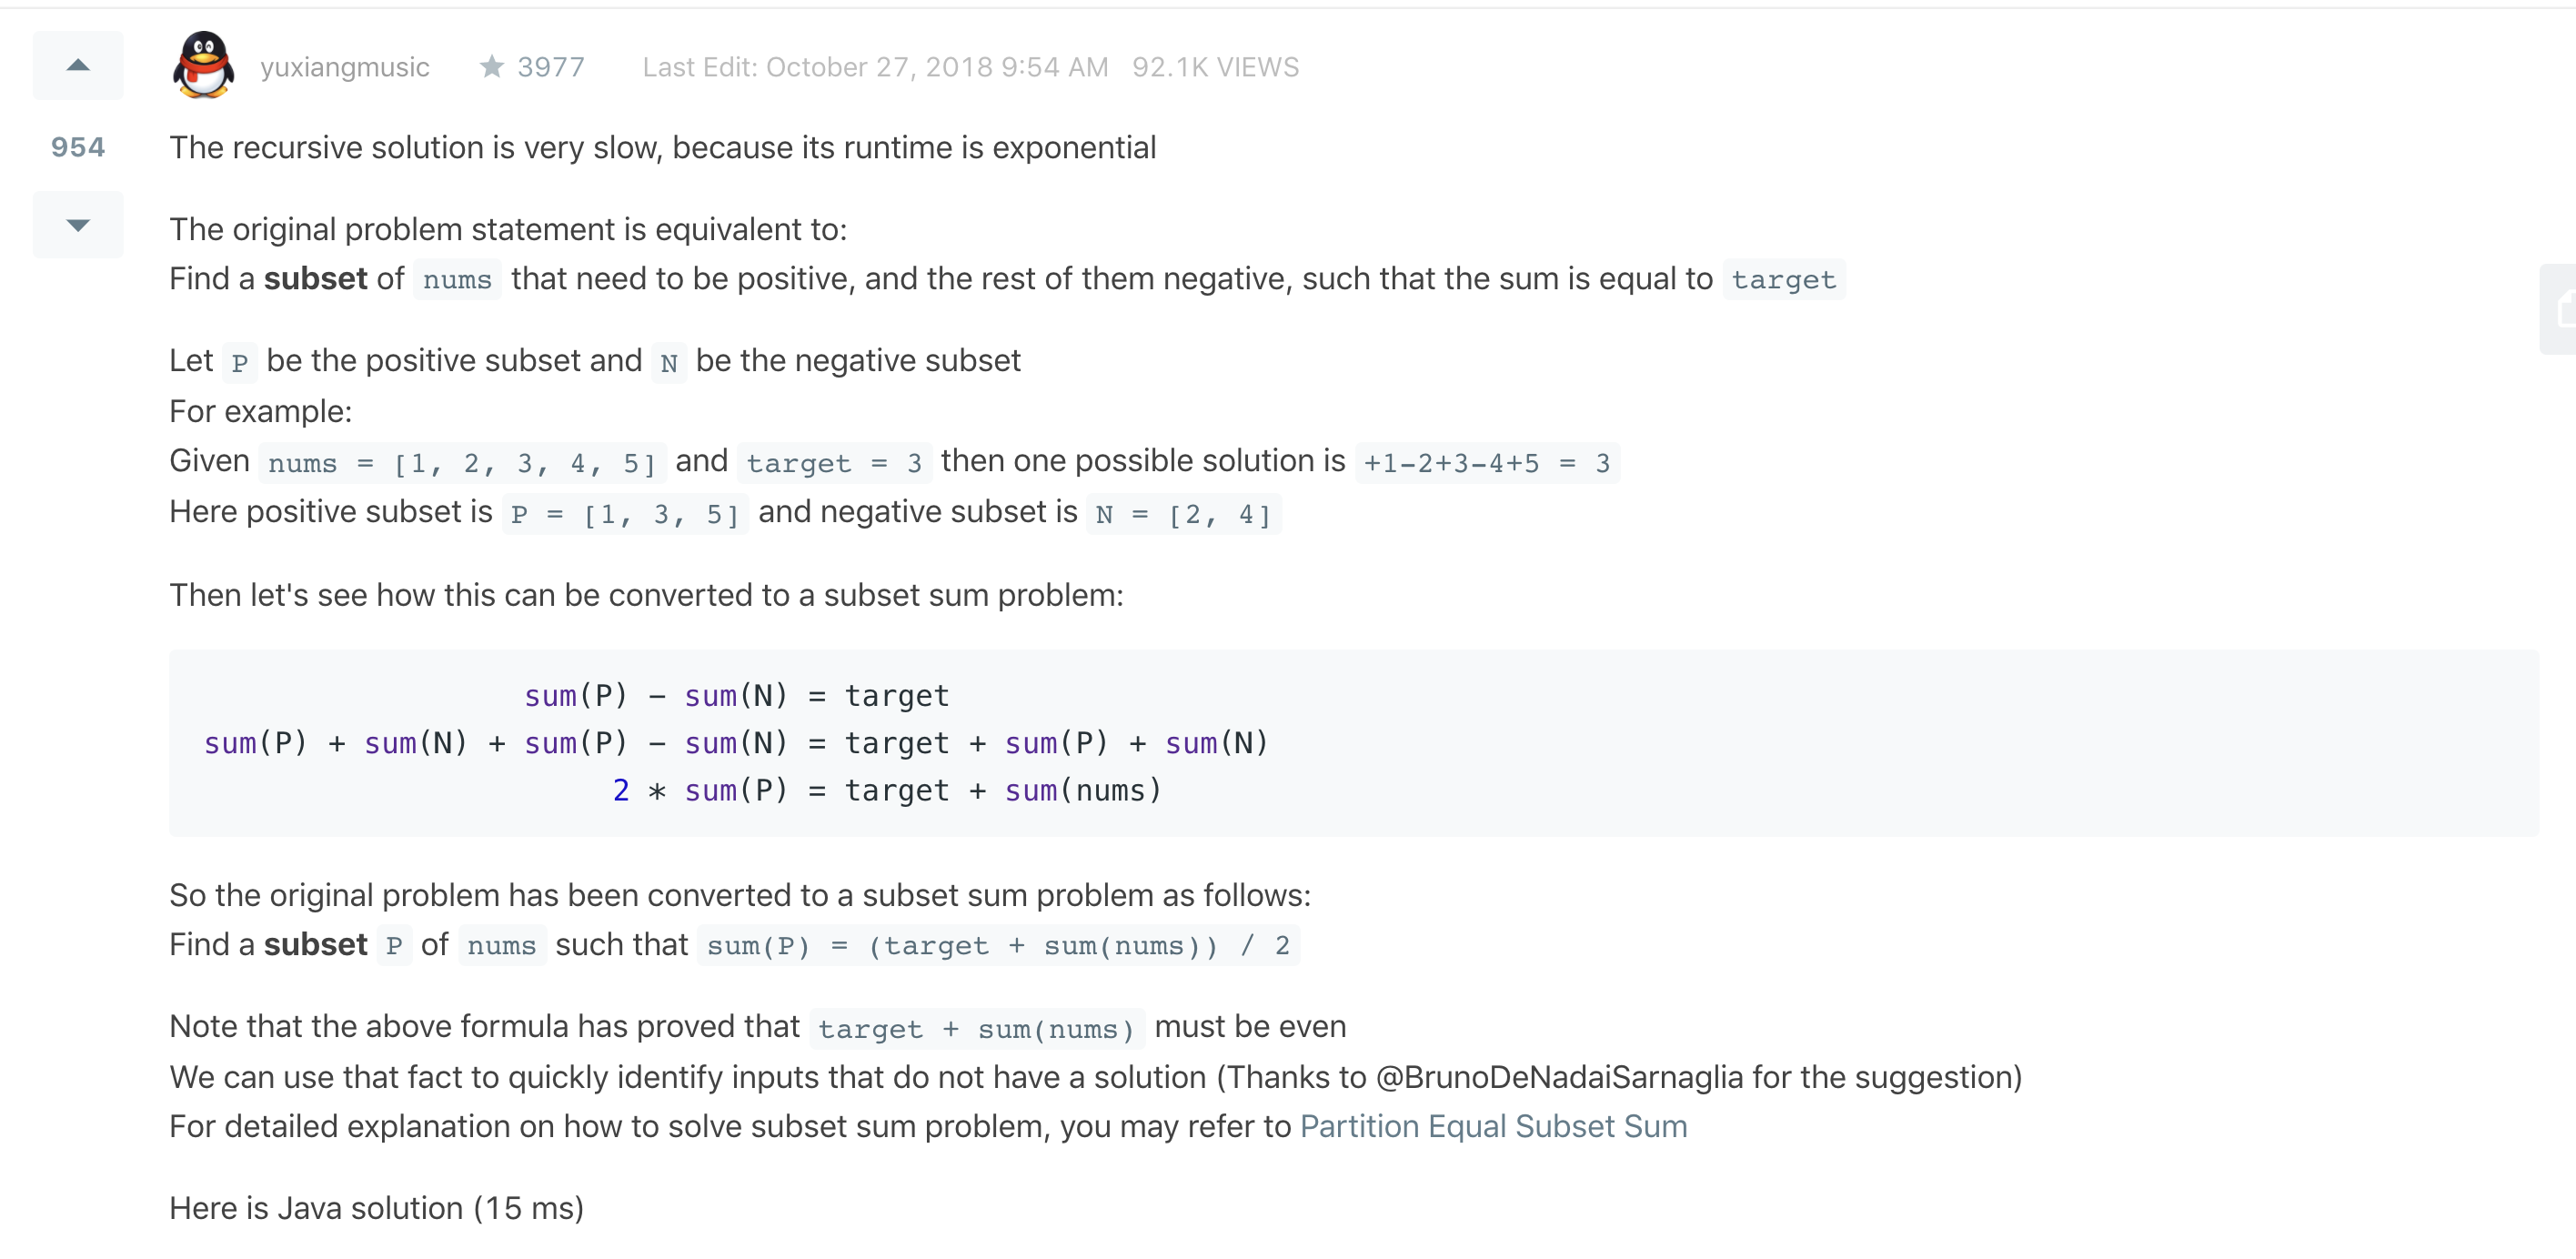 yuxiangmusic ★ 3977 Last Edit: October 27, 2018 9:54 AM 92.1K VIEWS
954
The recursive solution is very slow, because its runtime is exponential
The original problem statement is equivalent to:
Find a subset of nums that need to be positive, and the rest of them negative, such that the sum is equal to target
Let P be the positive subset and N be the negative subset
For example:
Given nums = [1, 2, 3, 4, 5] and target = 3 then one possible solution is +1-2+3-4+5 = 3
Here positive subset is P = [1, 3, 5] and negative subset is N = [2, 4]
Then let's see how this can be converted to a subset sum problem:
sum(P) - sum(N) = target
sum(P) + sum(N) + sum(P) - sum(N) = target + sum(P) + sum(N)
2 * sum(P) = target + sum(nums)
So the original problem has been converted to a subset sum problem as follows:
Find a subset P of nums such that sum(P) = (target + sum(nums)) / 2
Note that the above formula has proved that target + sum(nums) must be even
We can use that fact to quickly identify inputs that do not have a solution (Thanks to @BrunoDeNadaiSarnaglia for the suggestion)
For detailed explanation on how to solve subset sum problem, you may refer to Partition Equal Subset Sum
Here is Java solution (15 ms)